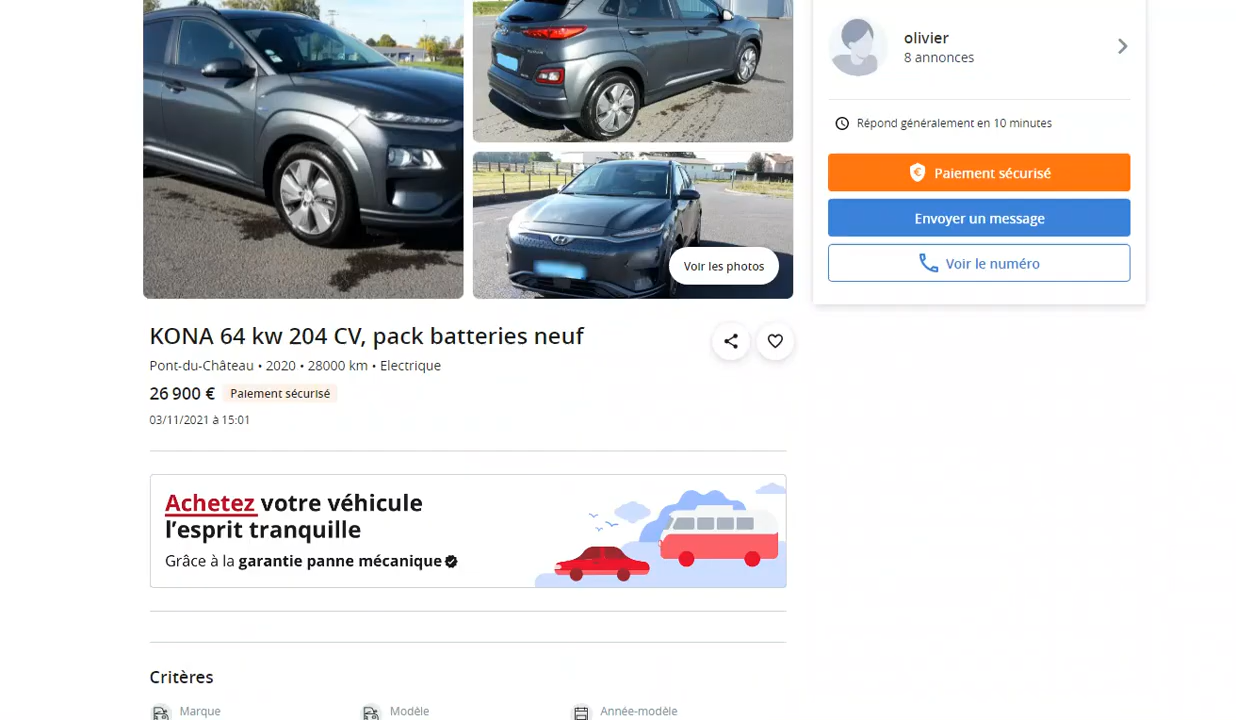 olivier
8 annonces
Répond généralement en 10 minutes
Paiement sécurisé
Envoyer un message
Voir le numéro
Voir les photos
KONA 64 kw 204 CV, pack batteries neuf
Pont-du-Château • 2020 • 28000 km • Electrique
26 900 € Paiement sécurisé
03/11/2021 à 15:01
Achetez votre véhicule
l’esprit tranquille
Grâce à la garantie panne mécanique
Critères
Marque Modèle Année-modèle